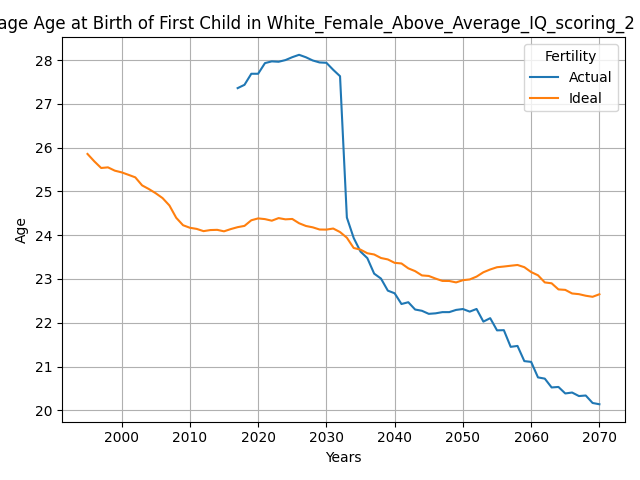 age Age at Birth of First Child in White_Female_Above_Average_IQ_scoring_2
Fertility
Actual
Ideal
28
27
26
25
24
23
22
21
20
Age
2000 2010 2020 2030 2040 2050 2060 2070
Years